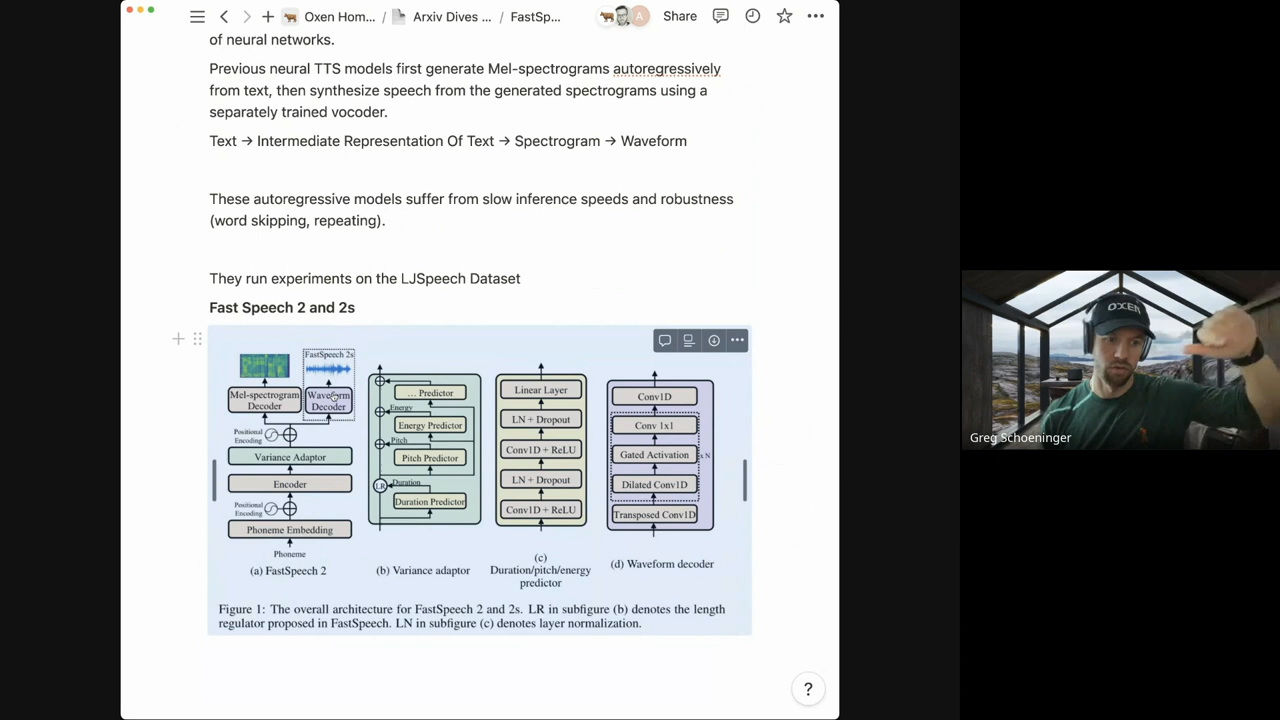 Oxen Hom... / Arxiv Dives ... / FastSp...
A
Share
of neural networks.
Previous neural TTS models first generate Mel-spectrograms autoregressively
from text, then synthesize speech from the generated spectrograms using a
separately trained vocoder.
Text → Intermediate Representation Of Text → Spectrogram → Waveform
These autoregressive models suffer from slow inference speeds and robustness
(word skipping, repeating).
They run experiments on the LJSpeech Dataset
Fast Speech 2 and 2s
FastSpeech 2s
Mel-spectrogram
Decoder
Waveform
Decoder
Positional
Encoding
Variance Adaptor
Encoder
Positional
Encoding
Phoneme Embedding
Phoneme
(a) FastSpeech 2
... Predictor
Energy
Energy Predictor
Pitch
Pitch Predictor
LR
Duration
Duration Predictor
(b) Variance adaptor
Linear Layer
LN + Dropout
Conv1D + ReLU
LN + Dropout
Conv1D + ReLU
(c)
Duration/pitch/energy
predictor
Conv1D
Conv 1x1
Gated Activation
x N
Dilated Conv1D
Transposed Conv1D
(d) Waveform decoder
Figure 1: The overall architecture for FastSpeech 2 and 2s. LR in subfigure (b) denotes the length
regulator proposed in FastSpeech. LN in subfigure (c) denotes layer normalization.
?
OXEN
Greg Schoeninger